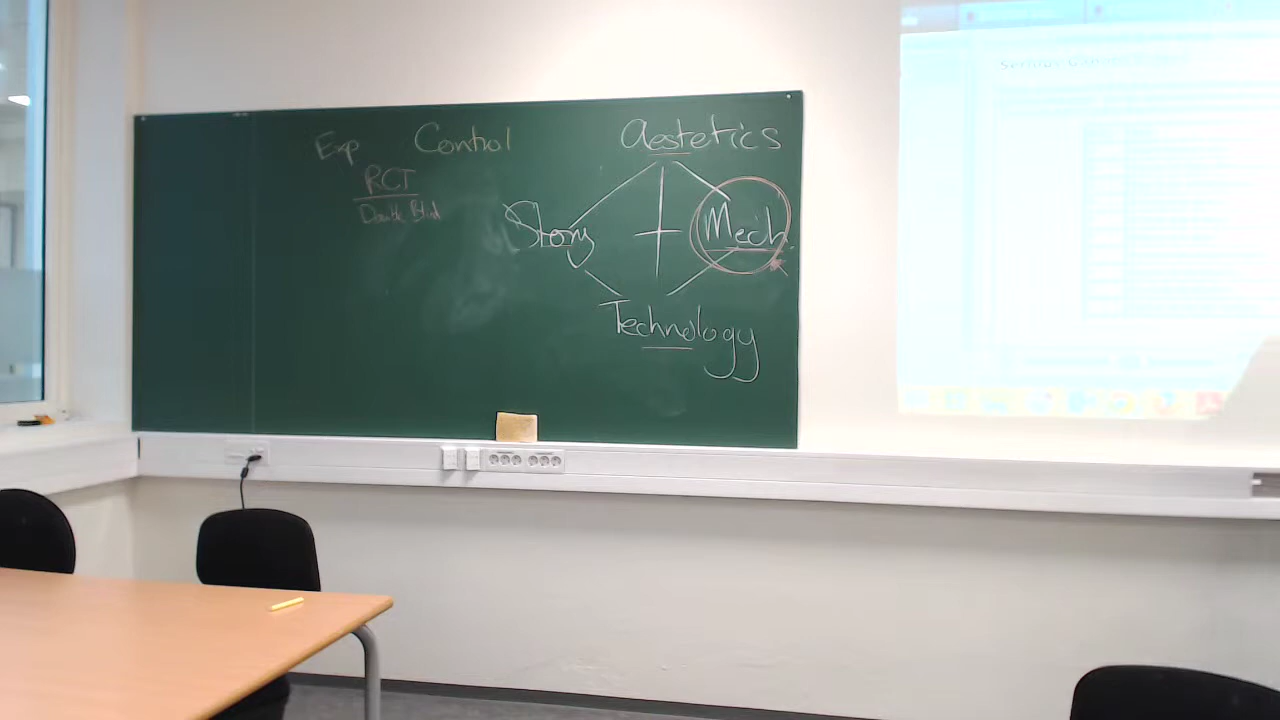 Exp Control
RCT
Double Blind
Aestetics
Story
Mech.
Technology